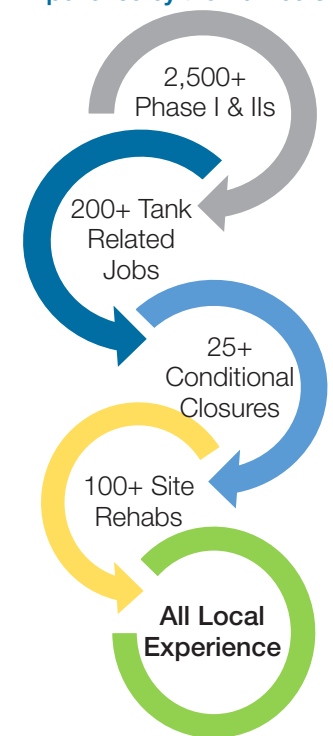 2,500+
Phase I & IIs
200+ Tank
Related
Jobs
25+
Conditional
Closures
100+ Site
Rehabs
All Local
Experience